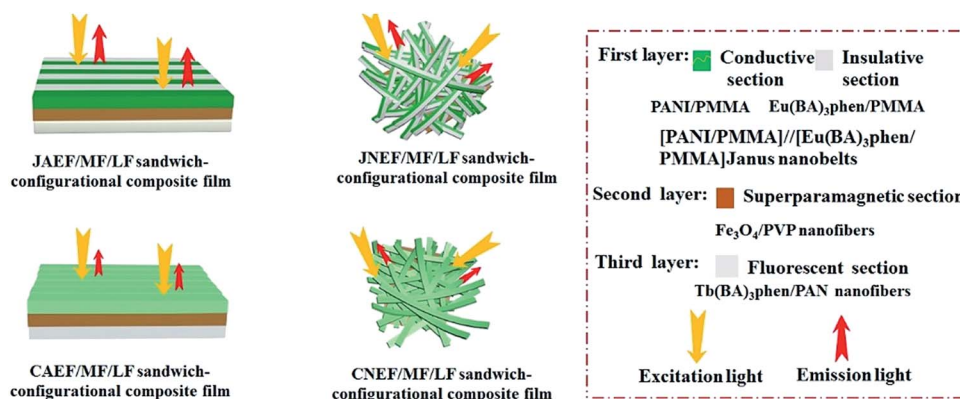 JAEF/MF/LF sandwich-
configurational composite film
JNEF/MF/LF sandwich-
configurational composite film
CAEF/MF/LF sandwich-
configurational composite film
CNEF/MF/LF sandwich-
configurational composite film
First layer: Conductive Insulative
section section
PANI/PMMA Eu(BA)₃phen/PMMA
[PANI/PMMA]//[Eu(BA)₃phen/
PMMA]Janus nanobelts
Second layer: Superparamagnetic section
Fe₃O₄/PVP nanofibers
Third layer: Fluorescent section
Tb(BA)₃phen/PAN nanofibers
Excitation light Emission light